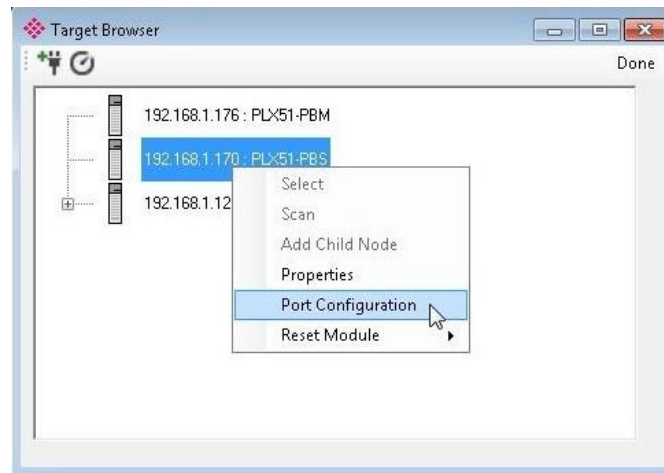 Target Browser
Done
192.168.1.176 : PLX51-PBM
192.168.1.170 : PLX51-PBS
192.168.1.12
Select
Scan
Add Child Node
Properties
Port Configuration
Reset Module